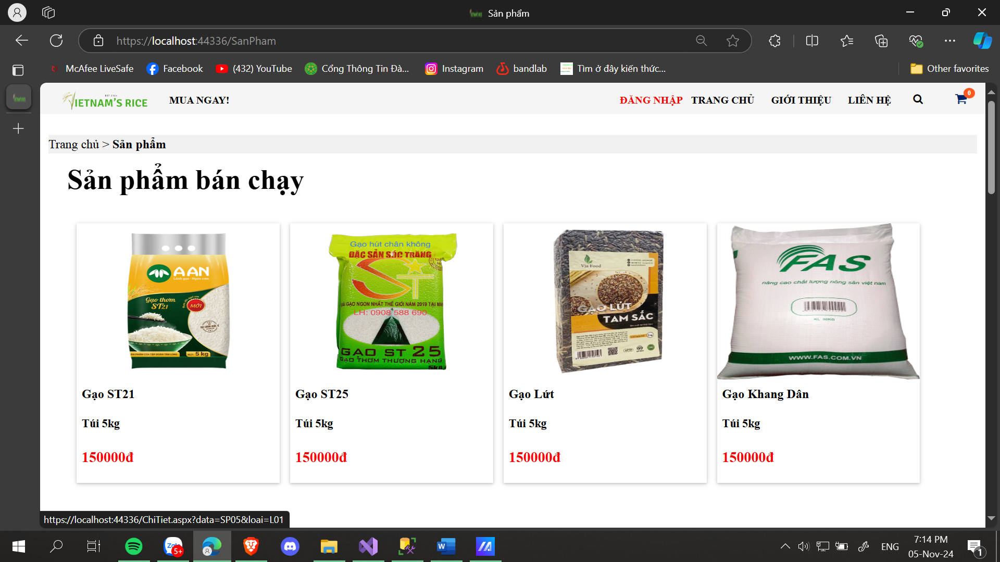 Sản phẩm
https://localhost:44336/SanPham
McAfee LiveSafe
Facebook
(432) YouTube
Cổng Thông Tin Đà...
Instagram
bandlab
Tìm ở đây kiến thức...
Other favorites
VIETNAM'S RICE
MUA NGAY!
ĐĂNG NHẬP
TRANG CHỦ
GIỚI THIỆU
LIÊN HỆ
0
Trang chủ > Sản phẩm
Sản phẩm bán chạy
A AN
Gạo thơm
ST21
MỚI
5 kg
Gạo hút chân không
ĐẶC SẢN SÓC TRĂNG
ST
GẠO NGON NHẤT THẾ GIỚI NĂM 2019 TẠI
LH: 0908 588 690
GẠO ST 25
GẠO THƠM THƯỢNG HẠNG
5kg
Vja Food
GẠO LỨT
TAM SẮC
ISO
FAS
nâng cao chất lượng nông sản việt nam
XL 50KG
WWW.FAS.COM.VN
Gạo ST21
Túi 5kg
150000đ
Gạo ST25
Túi 5kg
150000đ
Gạo Lứt
Túi 5kg
150000đ
Gạo Khang Dân
Túi 5kg
150000đ
https://localhost:44336/ChiTiet.aspx?data=SP05&loai=L01
5+
ENG
7:14 PM
05-Nov-24
1